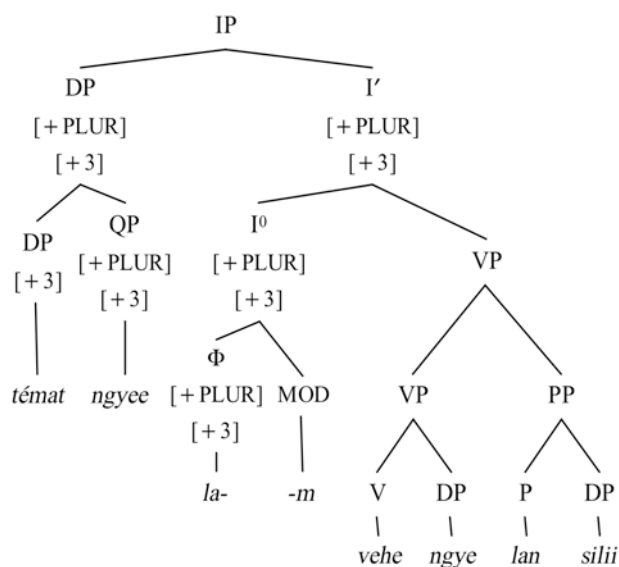 IP
DP I′
[+PLUR] [+PLUR]
[+3] [+3]
DP QP I⁰ VP
[+3] [+PLUR] [+PLUR]
[+3] [+3]
Φ
témat ngyee [+PLUR] MOD VP PP
[+3]
la- -m V DP P DP
vehe ngye lan silii